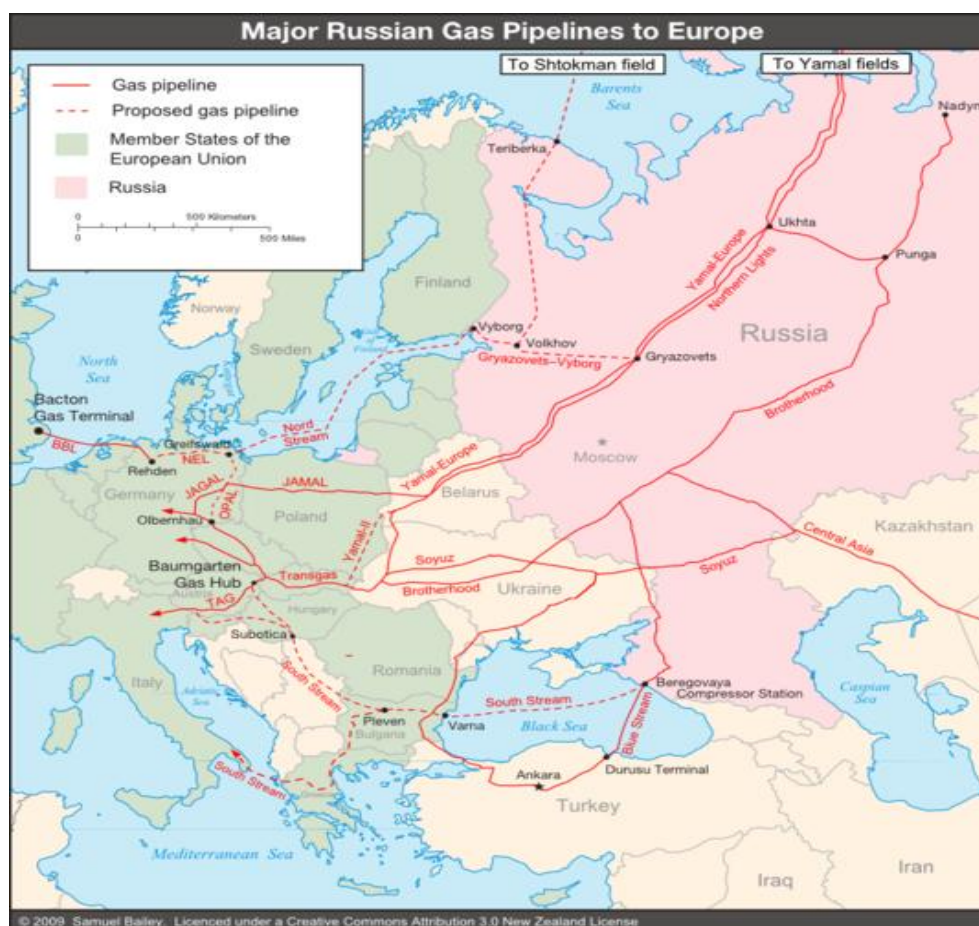 Major Russian Gas Pipelines to Europe
Gas pipeline
Proposed gas pipeline
Member States of the
European Union
Russia
0 500 Kilometers
0 500 Miles
To Shtokman field
To Yamal fields
Barents
Sea
Nadym
Teriberka
Ukhta
Punga
Yamal-Europe
Northern Lights
Finland
Norway
Sweden
Russia
Vyborg
Volkhov
Gryazovets
Gryazovets–Vyborg
North
Sea
Brotherhood
Bacton
Gas Terminal
BBL
Nord
Stream
Greifswald
NEL
Rehden
Moscow
Yamal-Europe
JAGAL
JAMAL
OPAL
Germany
Belarus
Poland
Olbernhau
Yamal-II
Kazakhstan
Central Asia
Baumgarten
Gas Hub
Transgas
Soyuz
Soyuz
Brotherhood
Ukraine
Austria
TAG
Hungary
Subotica
Romania
Italy
Adriatic
Sea
South Stream
Beregovaya
Compressor Station
Caspian
Sea
South Stream
Pleven
Bulgaria
Varna
Black Sea
Blue Stream
South Stream
Ankara
Durusu Terminal
Turkey
Mediterranean Sea
Iraq
Iran
© 2009 Samuel Bailey. Licenced under a Creative Commons Attribution 3.0 New Zealand License